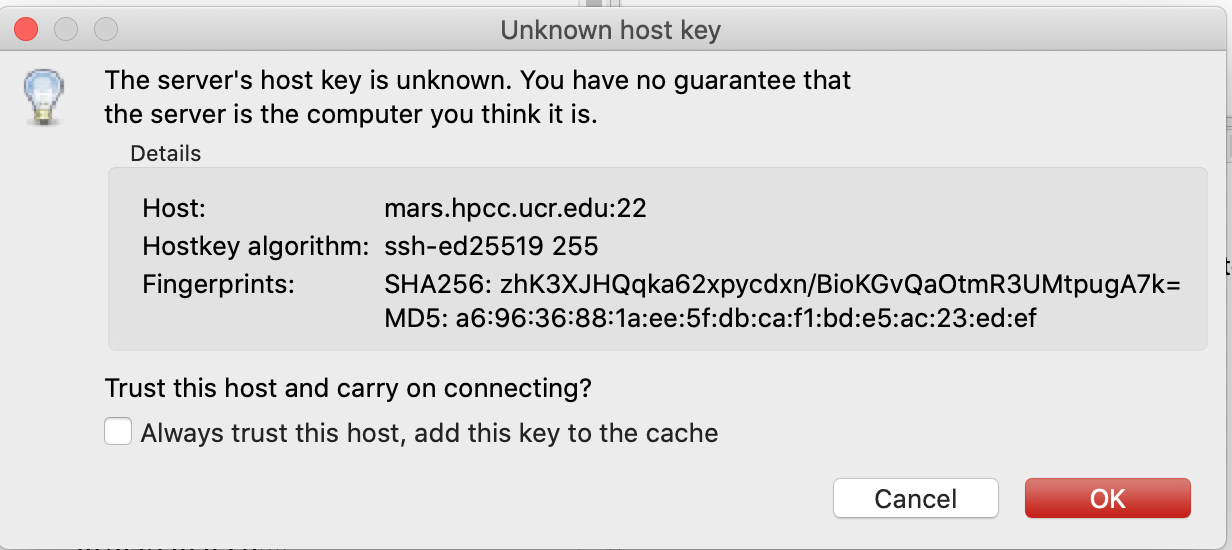 Unknown host key
The server's host key is unknown. You have no guarantee that
the server is the computer you think it is.
Details
Host: mars.hpcc.ucr.edu:22
Hostkey algorithm: ssh-ed25519 255
Fingerprints: SHA256: zhK3XJHQqka62xpycdxn/BioKGvQaOtmR3UMtpugA7k=
MD5: a6:96:36:88:1a:ee:5f:db:ca:f1:bd:e5:ac:23:ed:ef
Trust this host and carry on connecting?
Always trust this host, add this key to the cache
Cancel OK